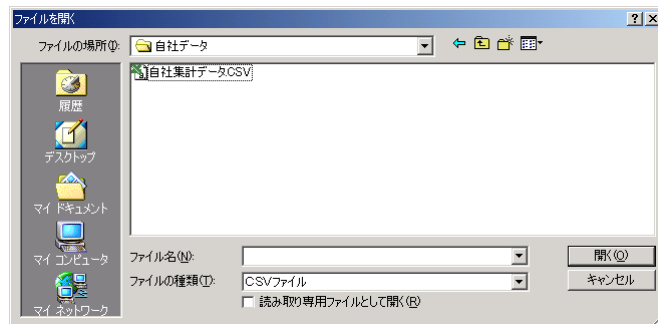 ファイルを開く
ファイルの場所(I):
自社データ
自社集計データ.CSV
履歴
デスクトップ
マイ ドキュメント
マイ コンピュータ
マイ ネットワーク
ファイル名(N):
開く(O)
ファイルの種類(T):
CSVファイル
キャンセル
読み取り専用ファイルとして開く(R)